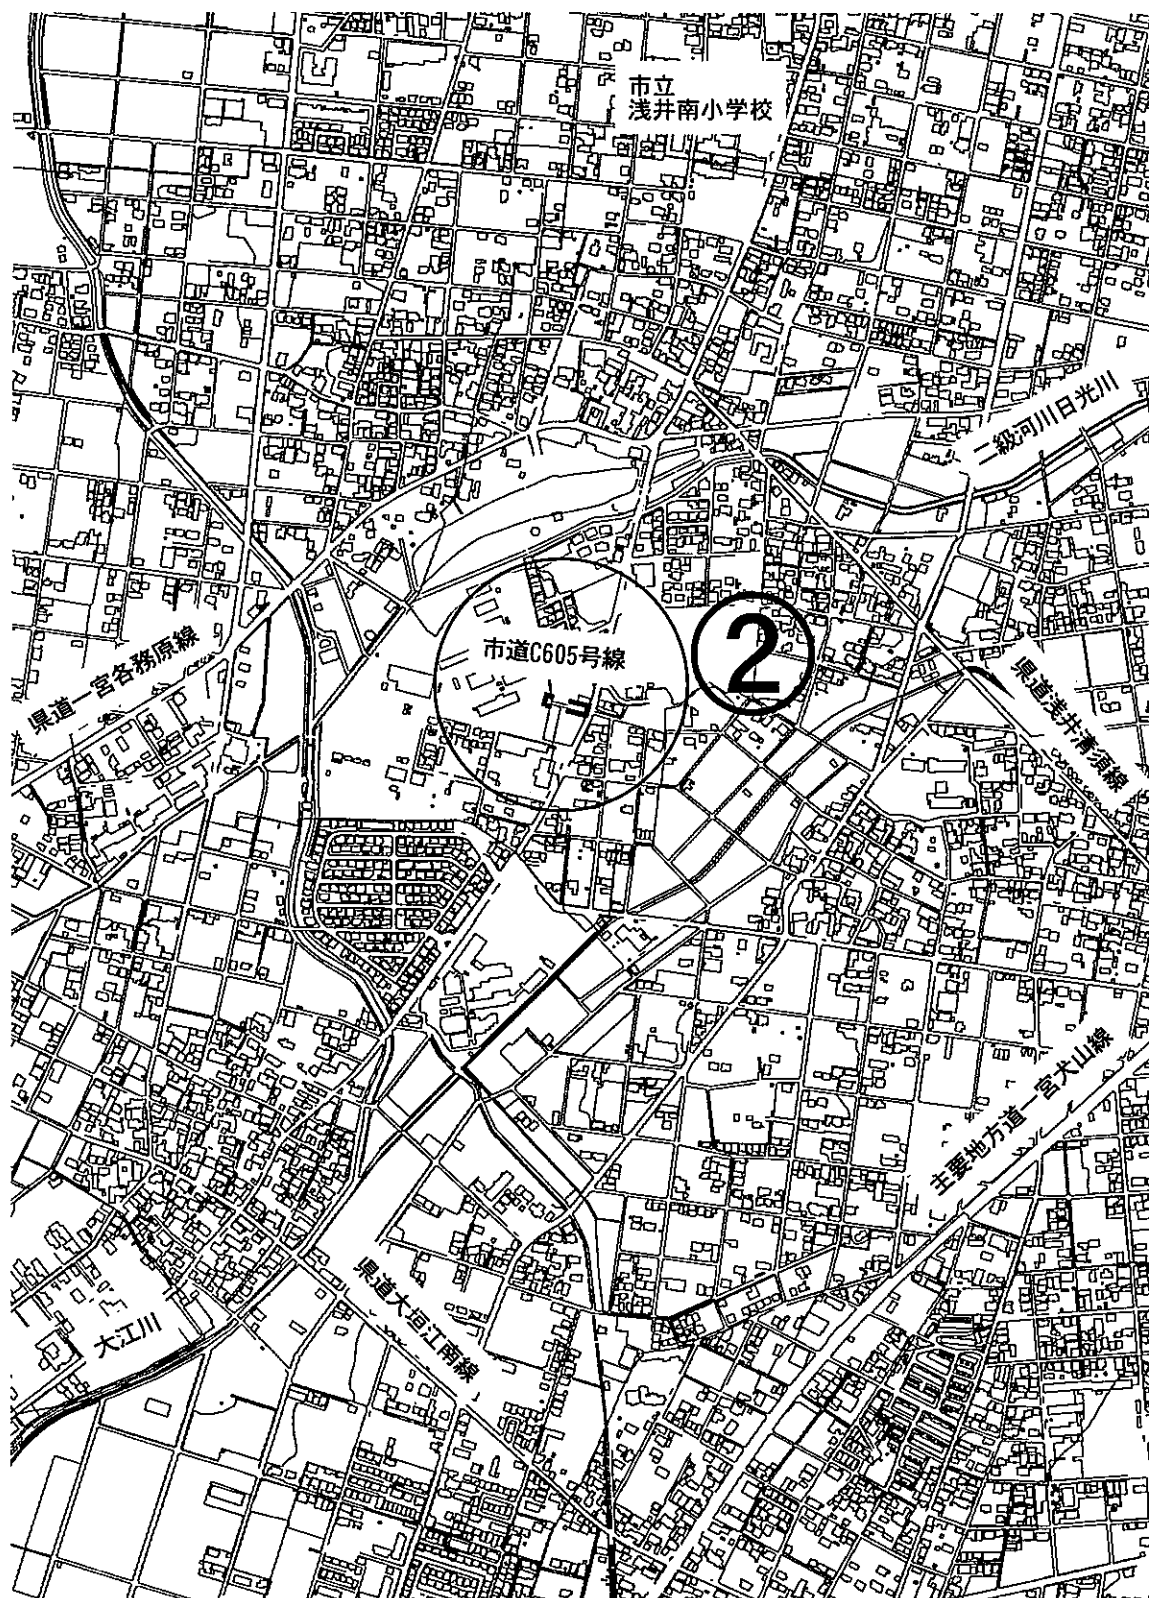 市立
浅井南小学校
二級河川日光川
市道C605号線
②
県道一宮各務原線
県道浅井清須線
主要地方道一宮犬山線
県道大垣江南線
大江川